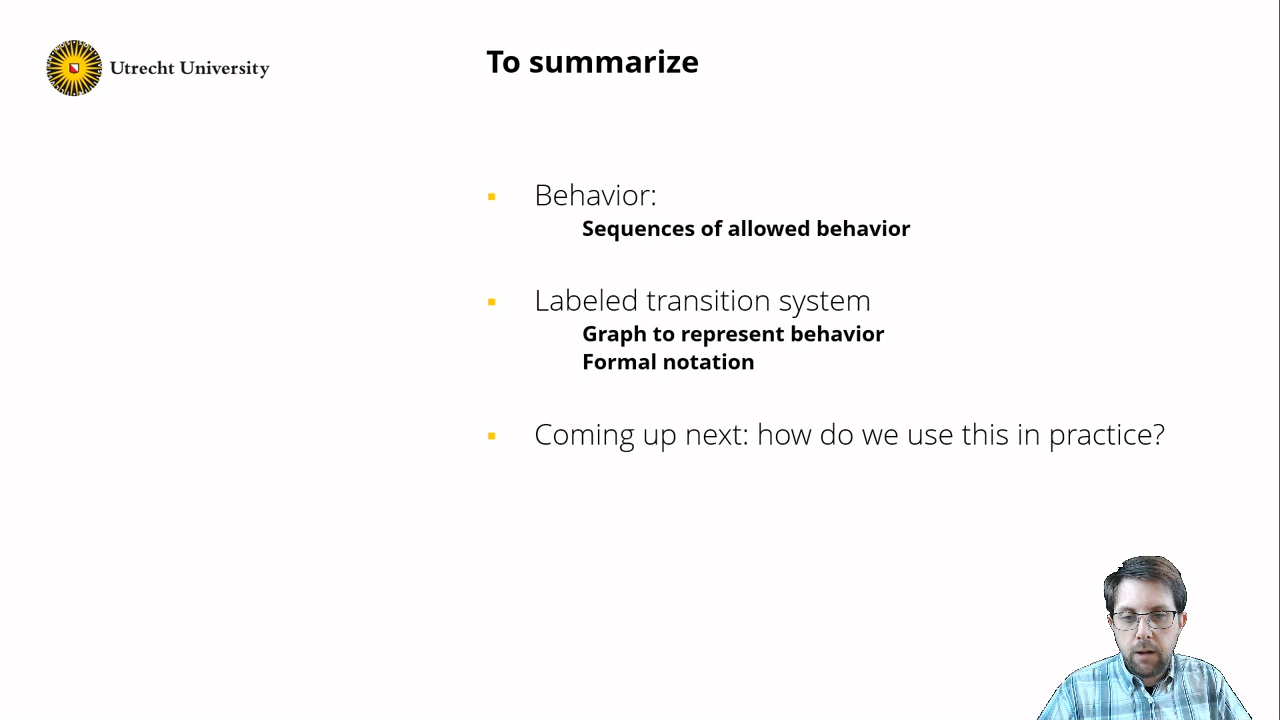 Utrecht University
To summarize
Behavior:
Sequences of allowed behavior
Labeled transition system
Graph to represent behavior
Formal notation
Coming up next: how do we use this in practice?